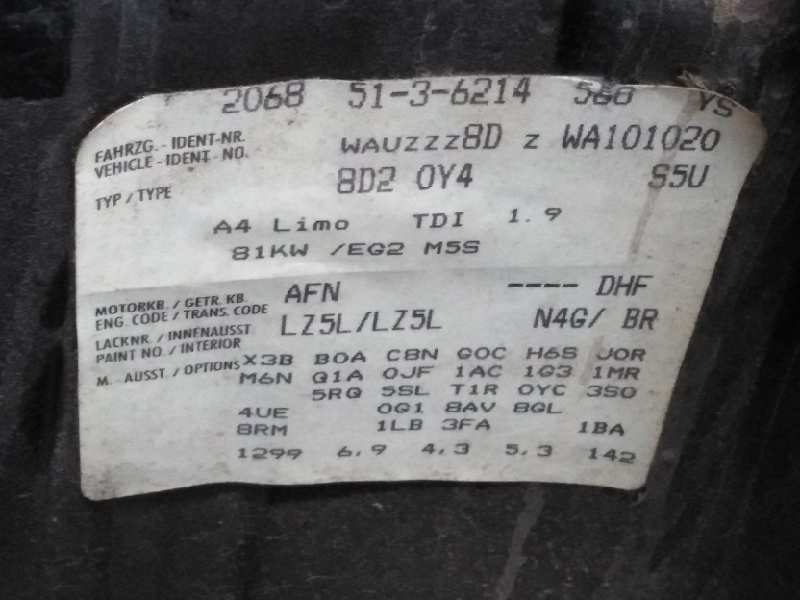 2068 51-3-6214 568 YS
FAHRZG. - IDENT-NR.
VEHICLE - IDENT - NO. WAUZZZ8D Z WA101020
TYP / TYPE 8D2 0Y4 S5U
A4 Limo TDI 1.9
81KW /EG2 M5S
MOTORKB. / GETR. KB.
ENG. CODE / TRANS. CODE AFN ---- DHF
LACKNR. / INNENAUSST.
PAINT NO. / INTERIOR LZ5L/LZ5L N4G/ BR
M. AUSST. / OPTIONS X3B B0A C8N G0C H6S J0R
M6N Q1A 0JF 1AC 1G3 1MR
5RG 5SL T1R 0YC 3S0
4UE 0G1 8AV 8GL
8RM 1LB 3FA 1BA
1299 6,9 4,3 5,3 142